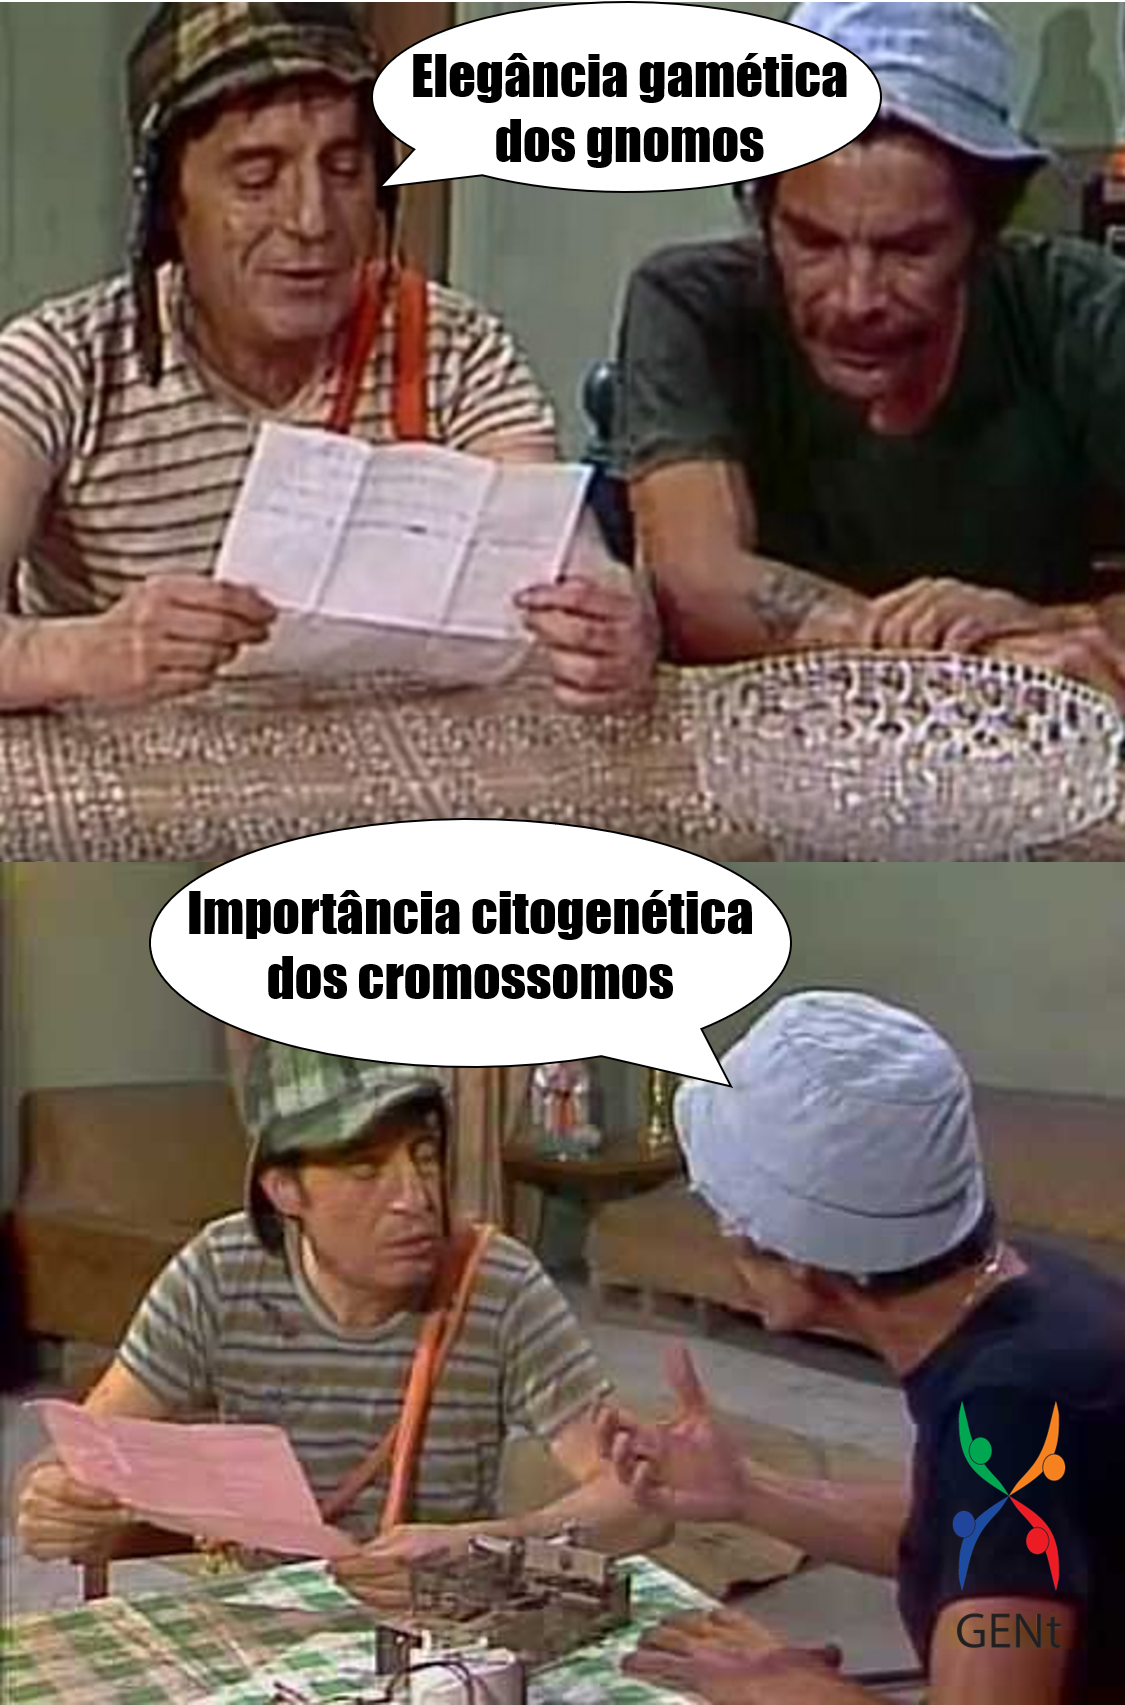 Elegância gamética
dos gnomos
Importância citogenética
dos cromossomos
GENt